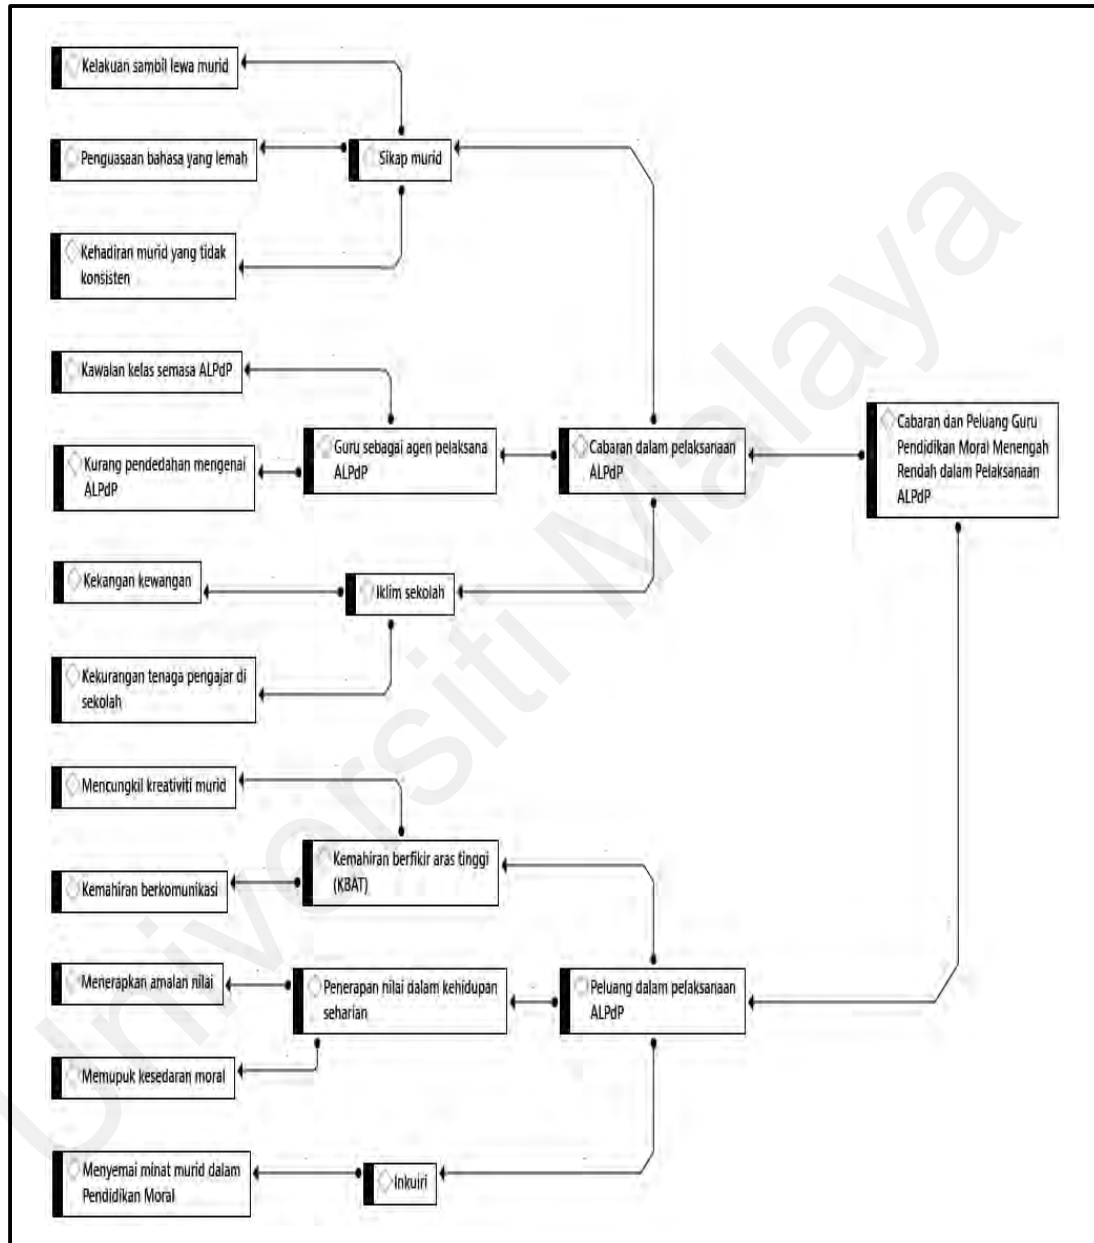 Kelakuan sambil lewa murid
Penguasaan bahasa yang lemah
Sikap murid
Kehadiran murid yang tidak
konsisten
Kawalan kelas semasa ALPdP
Kurang pendedahan mengenai
ALPdP
Guru sebagai agen pelaksana
ALPdP
Cabaran dalam pelaksanaan
ALPdP
Cabaran dan Peluang Guru
Pendidikan Moral Menengah
Rendah dalam Pelaksanaan
ALPdP
Kekangan kewangan
Iklim sekolah
Kekurangan tenaga pengajar di
sekolah
Mencungkil kreativiti murid
Kemahiran berkomunikasi
Kemahiran berfikir aras tinggi
(KBAT)
Menerapkan amalan nilai
Penerapan nilai dalam kehidupan
seharian
Peluang dalam pelaksanaan
ALPdP
Memupuk kesedaran moral
Menyemai minat murid dalam
Pendidikan Moral
Inkuiri
Universiti Malaya